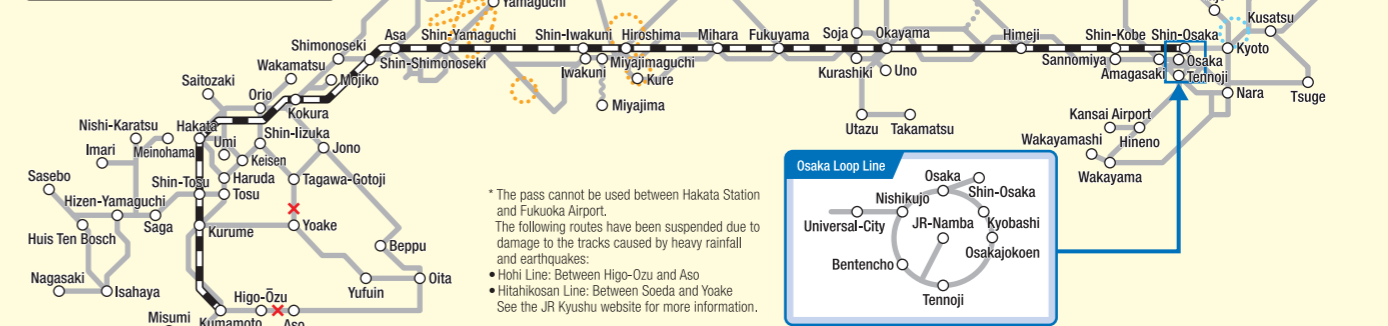 Yamaguchi
Kusatsu
Asa
Shin-Yamaguchi
Shin-Iwakuni
Hiroshima
Mihara
Fukuyama
Soja
Okayama
Himeji
Shin-Kobe
Shin-Osaka
Kyoto
Shimonoseki
Shin-Shimonoseki
Miyajimaguchi
Sannomiya
Osaka
Wakamatsu
Mojiko
Iwakuni
Kure
Kurashiki
Uno
Amagasaki
Tennoji
Saitozaki
Orio
Kokura
Miyajima
Nara
Tsuge
Nishi-Karatsu
Hakata
Umi
Shin-Iizuka
Utazu
Takamatsu
Kansai Airport
Imari
Meinohama
Keisen
Jono
Wakayamashi
Hineno
Sasebo
Shin-Tosu
Haruda
Tagawa-Gotoji
Wakayama
Hizen-Yamaguchi
Tosu
Huis Ten Bosch
Saga
Kurume
Yoake
Beppu
Nagasaki
Isahaya
Yufuin
Oita
Higo-Ōzu
Misumi
Kumamoto
Aso
* The pass cannot be used between Hakata Station
and Fukuoka Airport.
The following routes have been suspended due to
damage to the tracks caused by heavy rainfall
and earthquakes:
• Hohi Line: Between Higo-Ozu and Aso
• Hitahikosan Line: Between Soeda and Yoake
See the JR Kyushu website for more information.
Osaka Loop Line
Osaka
Shin-Osaka
Nishikujo
Universal-City
JR-Namba
Kyobashi
Osakajokoen
Bentencho
Tennoji